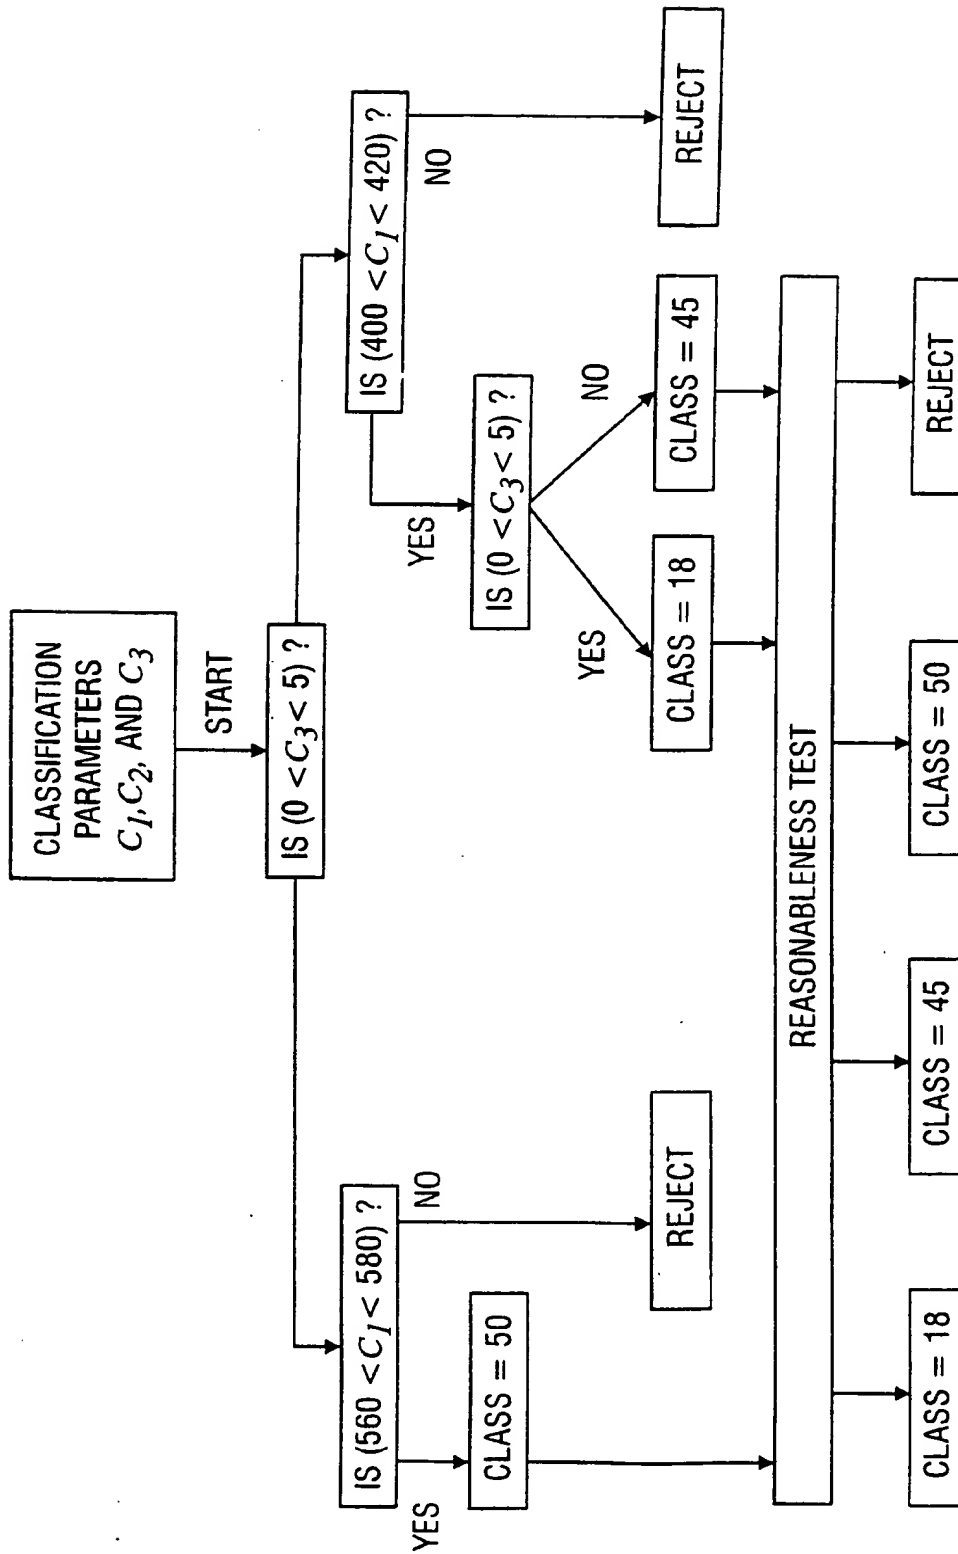 CLASSIFICATION
PARAMETERS
C1, C2, AND C3
START
IS (0 < C3 < 5) ?
IS (560 < C1 < 580) ?
IS (400 < C1 < 420) ?
YES
NO
YES
NO
CLASS = 50
IS (0 < C3 < 5) ?
YES
NO
REJECT
CLASS = 18
CLASS = 45
REJECT
REASONABLENESS TEST
CLASS = 18
CLASS = 45
CLASS = 50
REJECT